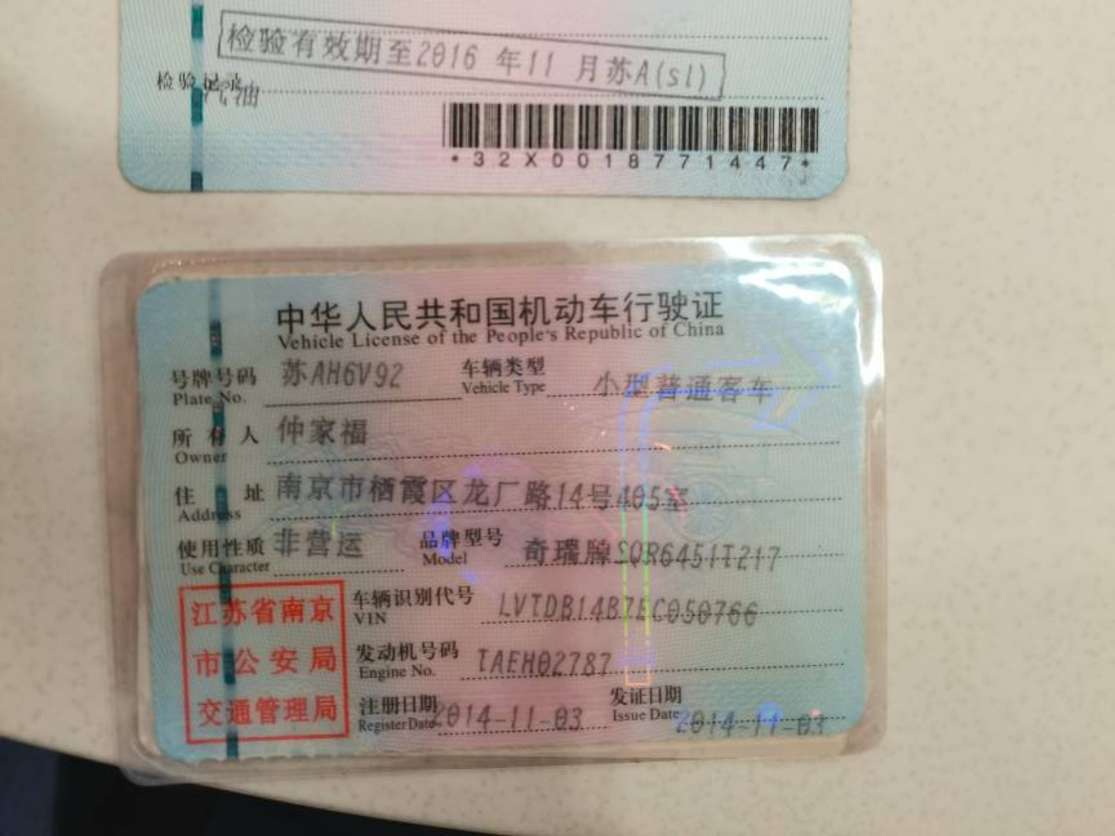 检验有效期至2016 年11 月苏A(sl)
检验记录
汽油
*32X0018771447*
中华人民共和国机动车行驶证
Vehicle License of the People's Republic of China
号牌号码 苏AH6V92 车辆类型 小型普通客车
Plate No. Vehicle Type
所有人 仲家福
Owner
住址 南京市栖霞区龙厂路14号405室
Address
使用性质 非营运 品牌型号 奇瑞牌SQR6451T217
Use Character Model
江苏省南京 车辆识别代号 LVTDB14B7EC050766
VIN
市公安局 发动机号码 TAEH02787
Engine No.
交通管理局 注册日期 2014-11-03 发证日期 2014-11-03
Register Date Issue Date